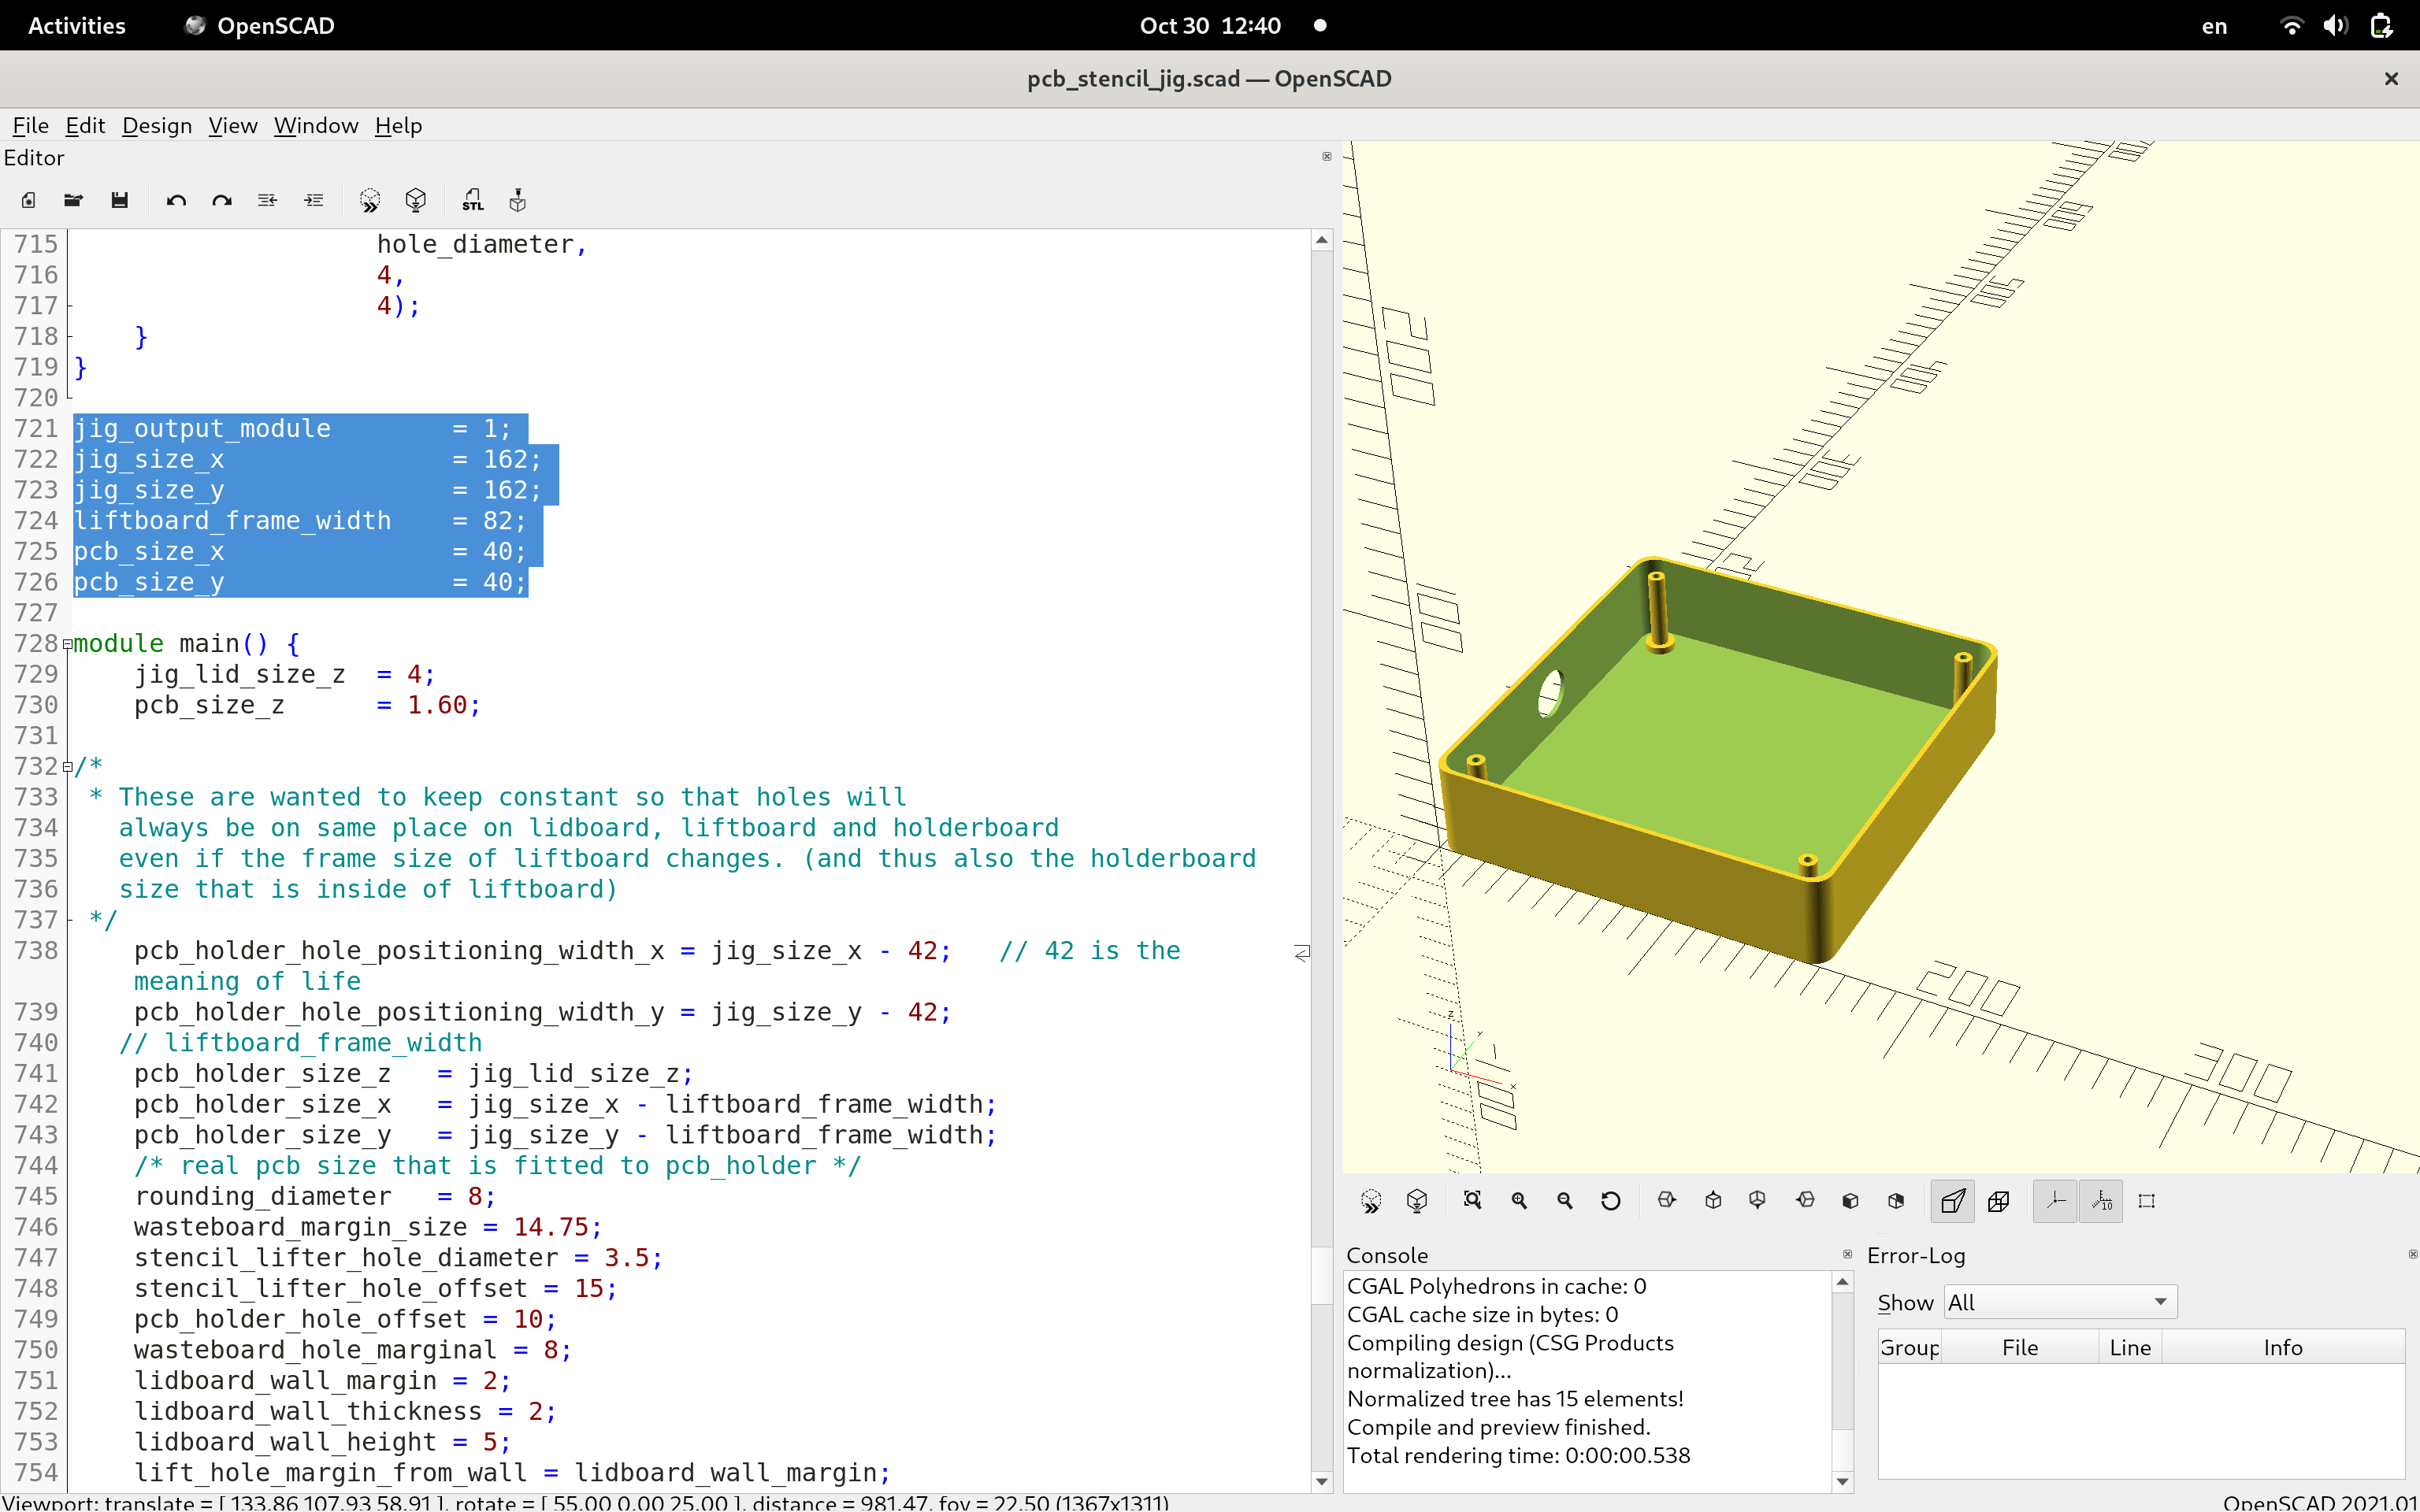 Activities OpenSCAD Oct 30 12:40 en
pcb_stencil_jig.scad — OpenSCAD
File Edit Design View Window Help
Editor
STL
715 hole_diameter,
716 4,
717 4);
718 }
719 }
720
721 jig_output_module = 1;
722 jig_size_x = 162;
723 jig_size_y = 162;
724 liftboard_frame_width = 82;
725 pcb_size_x = 40;
726 pcb_size_y = 40;
727
728 module main() {
729 jig_lid_size_z = 4;
730 pcb_size_z = 1.60;
731
732 /*
733 * These are wanted to keep constant so that holes will
734 always be on same place on lidboard, liftboard and holderboard
735 even if the frame size of liftboard changes. (and thus also the holderboard
736 size that is inside of liftboard)
737 */
738 pcb_holder_hole_positioning_width_x = jig_size_x - 42; // 42 is the
meaning of life
739 pcb_holder_hole_positioning_width_y = jig_size_y - 42;
740 // liftboard_frame_width
741 pcb_holder_size_z = jig_lid_size_z;
742 pcb_holder_size_x = jig_size_x - liftboard_frame_width;
743 pcb_holder_size_y = jig_size_y - liftboard_frame_width;
744 /* real pcb size that is fitted to pcb_holder */
745 rounding_diameter = 8;
746 wasteboard_margin_size = 14.75;
747 stencil_lifter_hole_diameter = 3.5;
748 stencil_lifter_hole_offset = 15;
749 pcb_holder_hole_offset = 10;
750 wasteboard_hole_marginal = 8;
751 lidboard_wall_margin = 2;
752 lidboard_wall_thickness = 2;
753 lidboard_wall_height = 5;
754 lift_hole_margin_from_wall = lidboard_wall_margin;
200
100
200
300
z
Y
x
10
Console
CGAL Polyhedrons in cache: 0
CGAL cache size in bytes: 0
Compiling design (CSG Products
normalization)...
Normalized tree has 15 elements!
Compile and preview finished.
Total rendering time: 0:00:00.538
Error-Log
Show All
Group File Line Info
Viewport: translate = [ 133.86 107.93 58.91 ], rotate = [ 55.00 0.00 25.00 ], distance = 981.47, fov = 22.50 (1367x1311)
OpenSCAD 2021.01